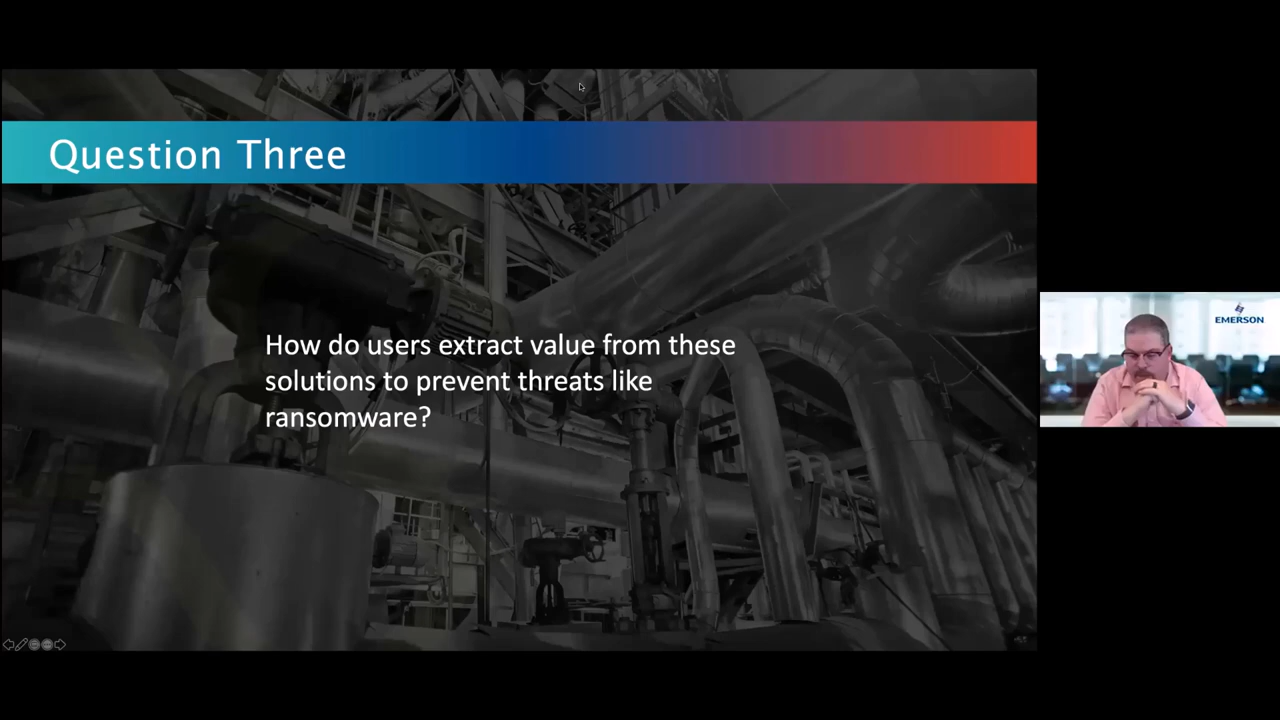 Question Three
How do users extract value from these
solutions to prevent threats like
ransomware?
EMERSON